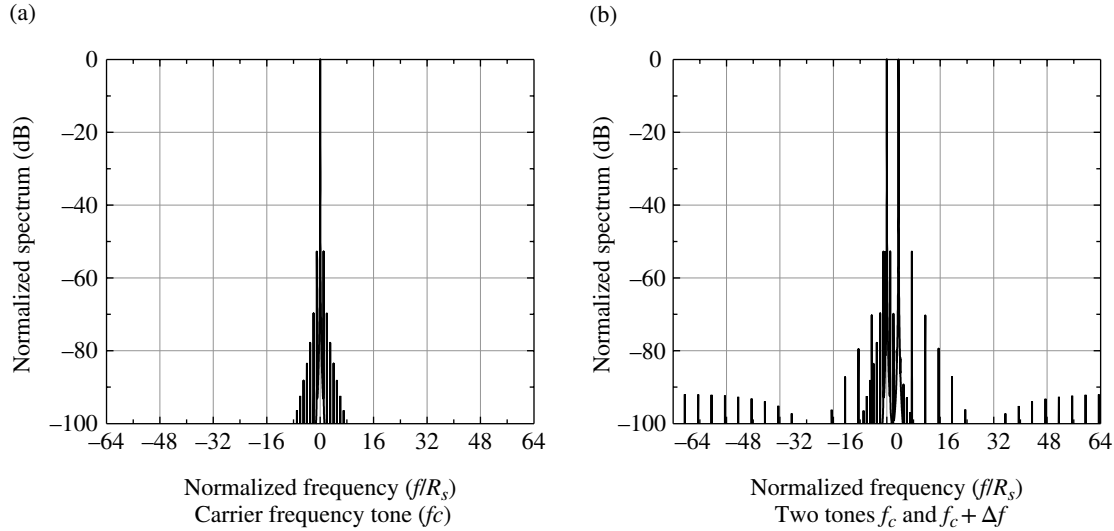 (a)
0
–20
–40
–60
–80
–100
Normalized spectrum (dB)
–64 –48 –32 –16 0 16 32 48 64
Normalized frequency (f/Rs)
Carrier frequency tone (fc)
(b)
0
–20
–40
–60
–80
–100
Normalized spectrum (dB)
–64 –48 –32 –16 0 16 32 48 64
Normalized frequency (f/Rs)
Two tones fc and fc + Δf